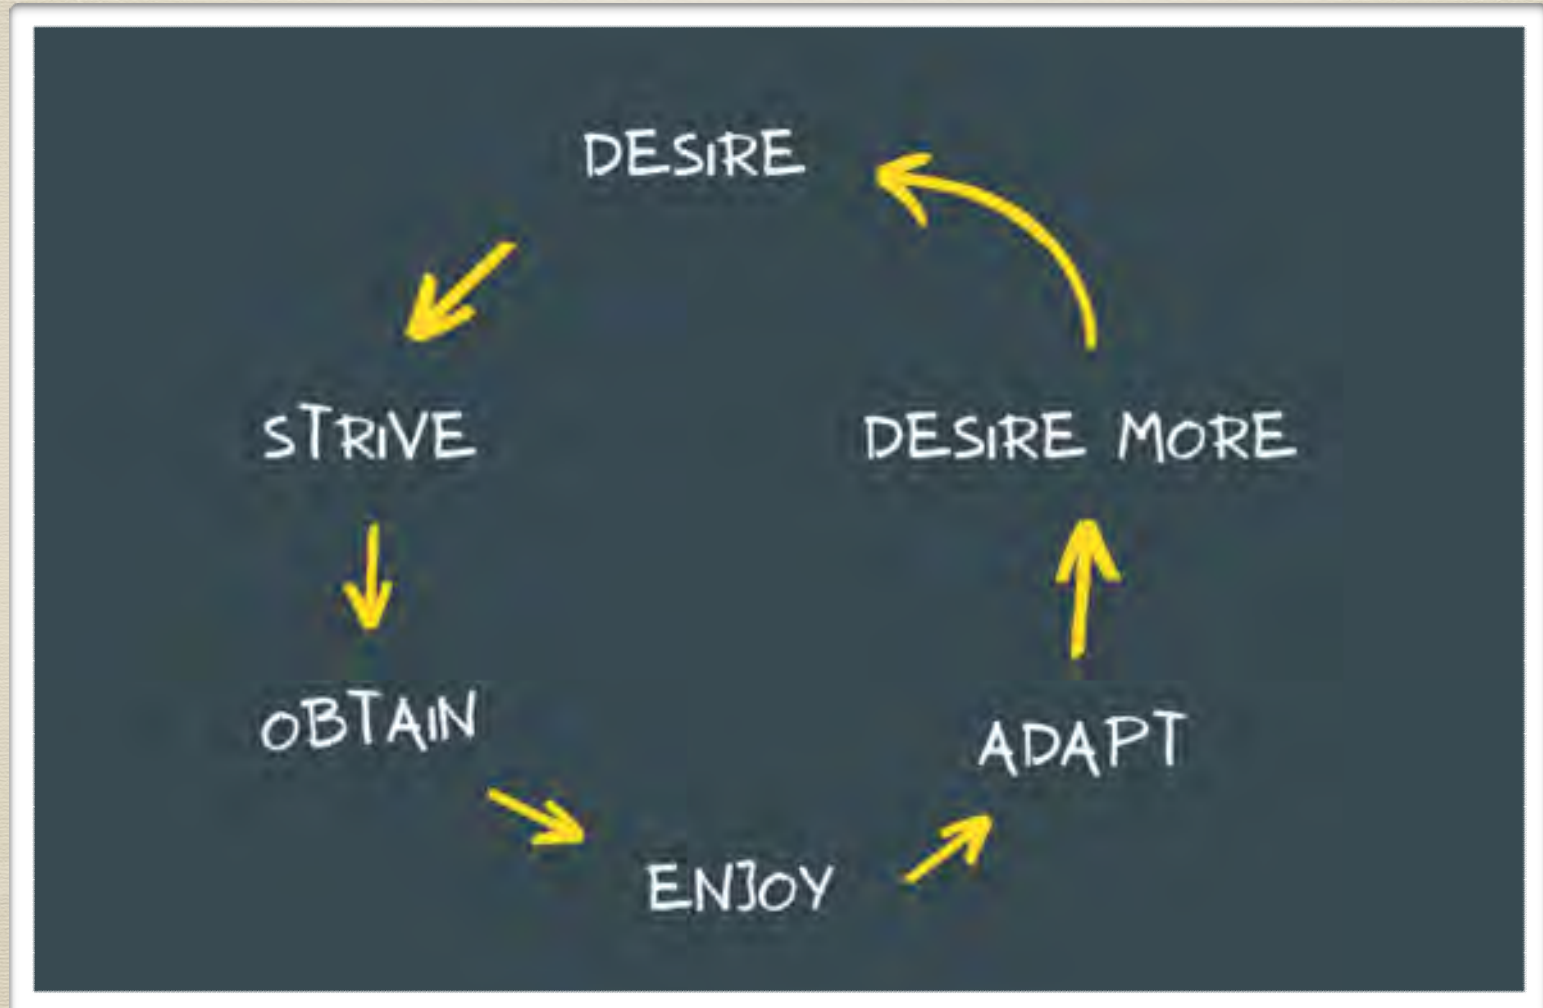 DESIRE
STRIVE
OBTAIN
ENJOY
ADAPT
DESIRE MORE